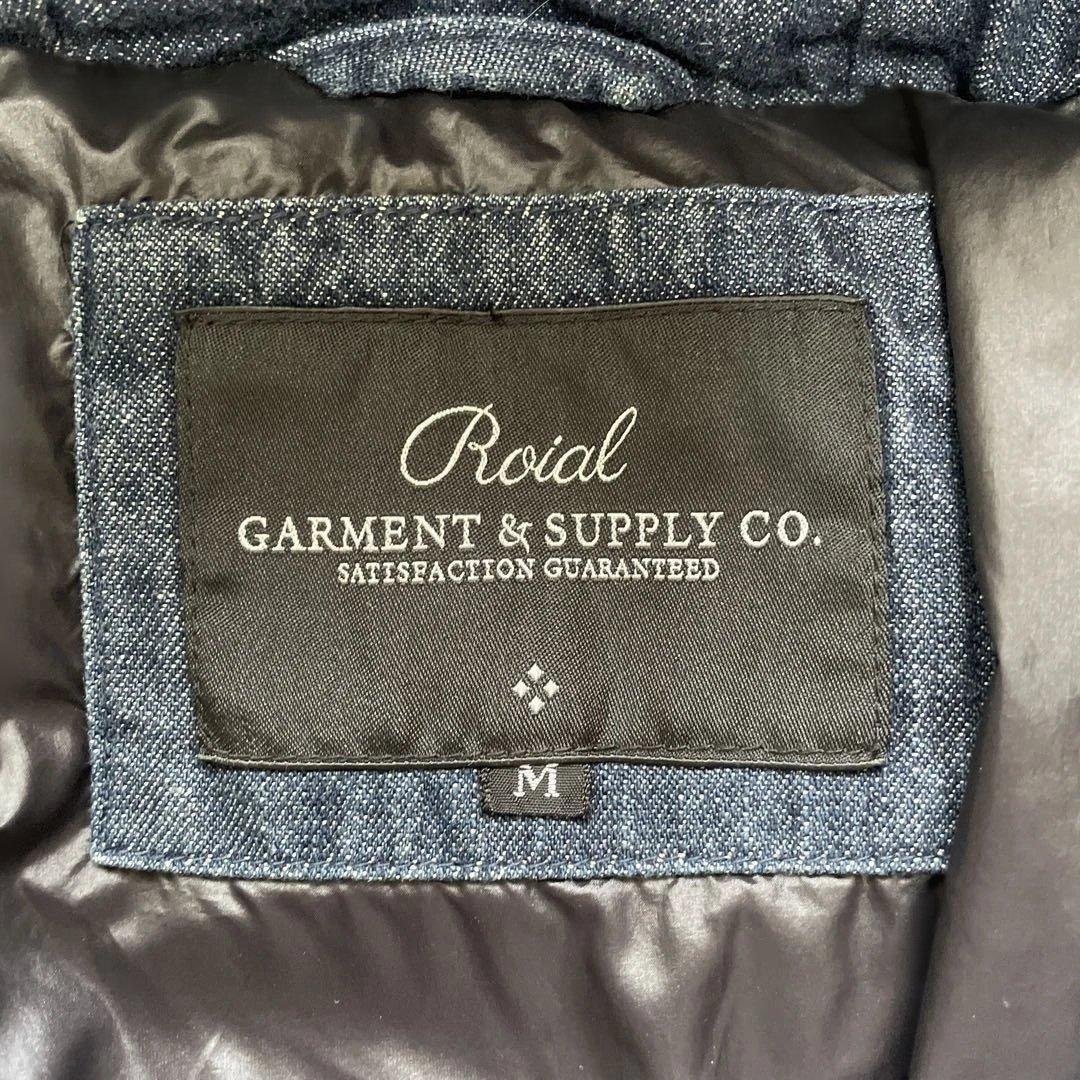 Roial
GARMENT & SUPPLY CO.
SATISFACTION GUARANTEED
M